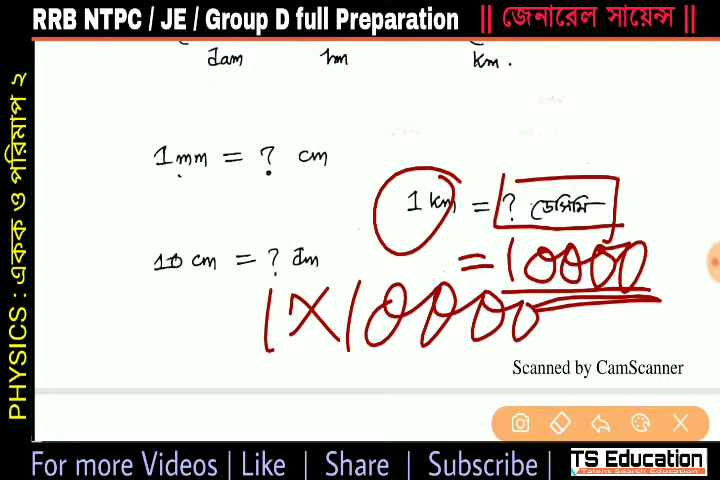 RRB NTPC / JE / Group D full Preparation || জেনারেল সায়েন্স ||
PHYSICS : একক ও পরিমাপ ২
dam hm km.
1mm = ? cm
1 km = ? ডেসিমি
= 10000
10 cm = ? dm
1 × 10000
Scanned by CamScanner
For more Videos | Like | Share | Subscribe |
TS Education
Talent Search Education